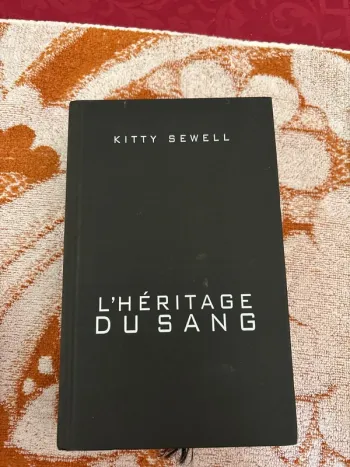 KITTY SEWELL
L'HÉRITAGE
DU SANG